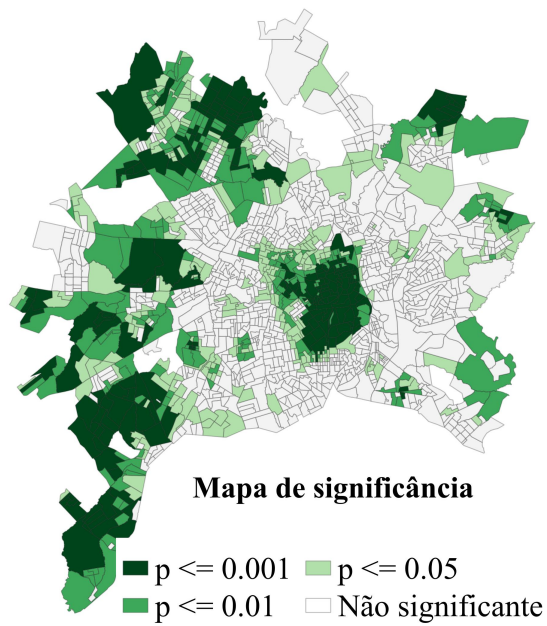 Mapa de significância
p <= 0.001 p <= 0.05
p <= 0.01 Não significante